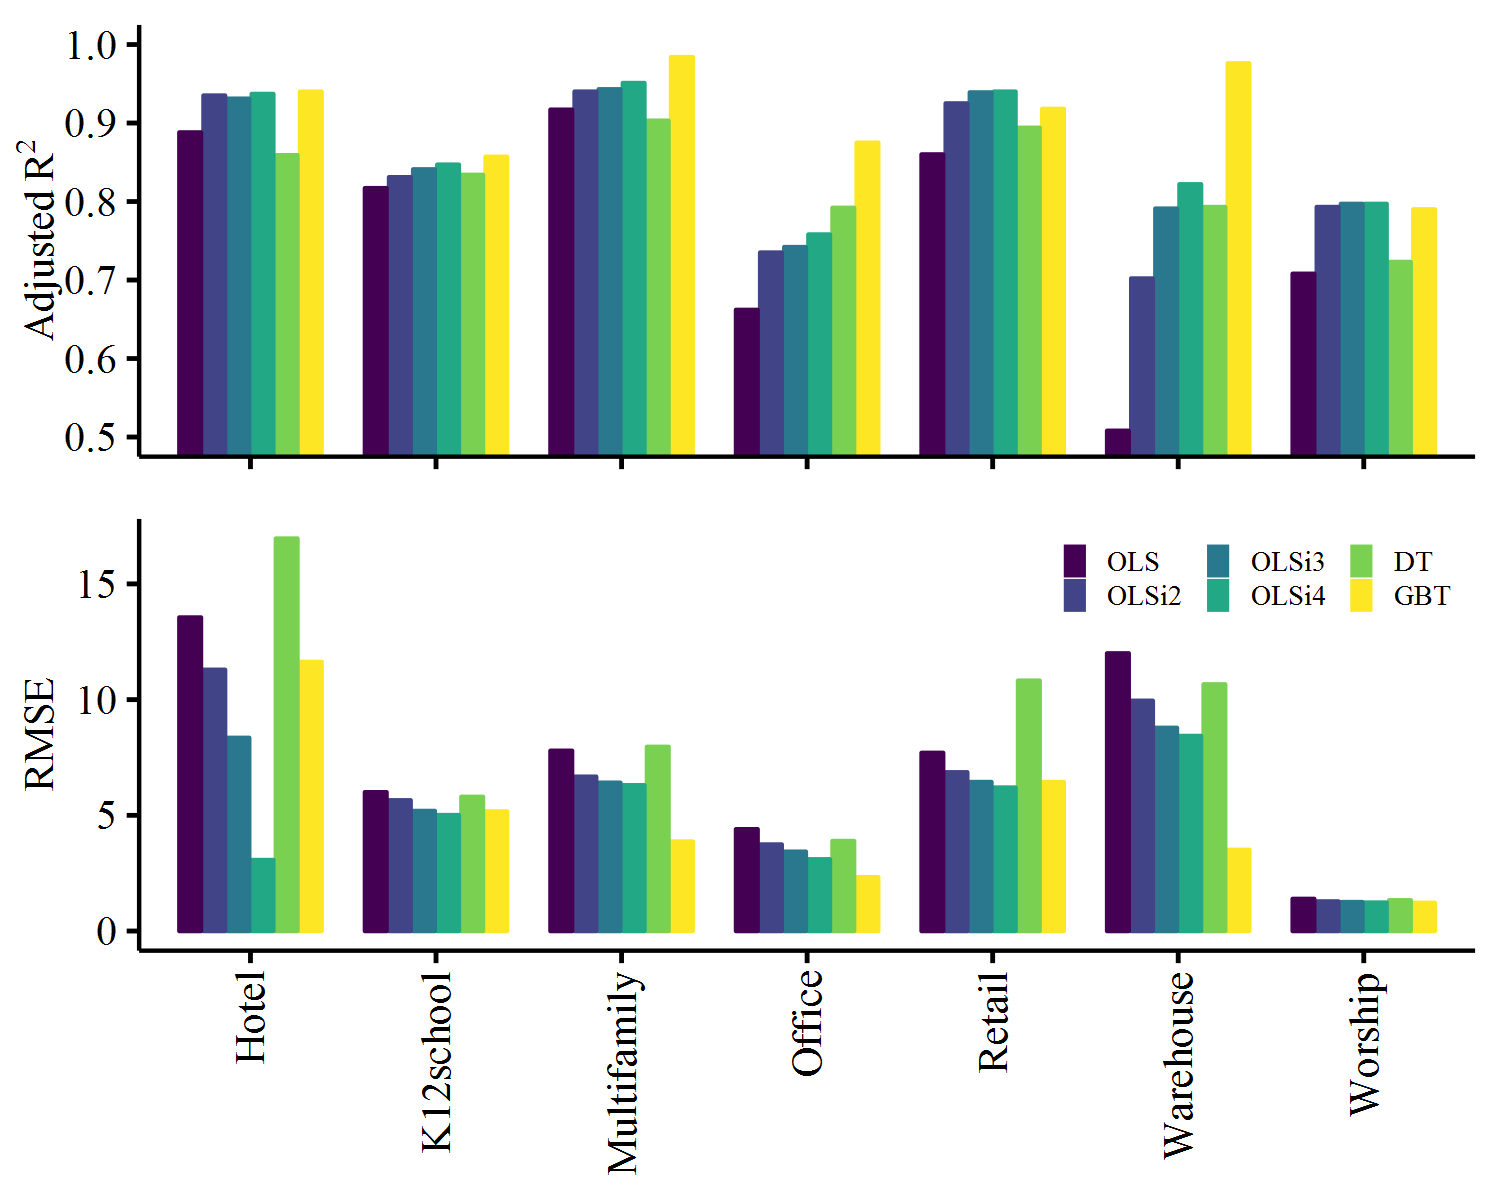 Adjusted R²
1.0
0.9
0.8
0.7
0.6
0.5
RMSE
15
10
5
0
OLS OLSi3 DT
OLSi2 OLSi4 GBT
Hotel
K12school
Multifamily
Office
Retail
Warehouse
Worship